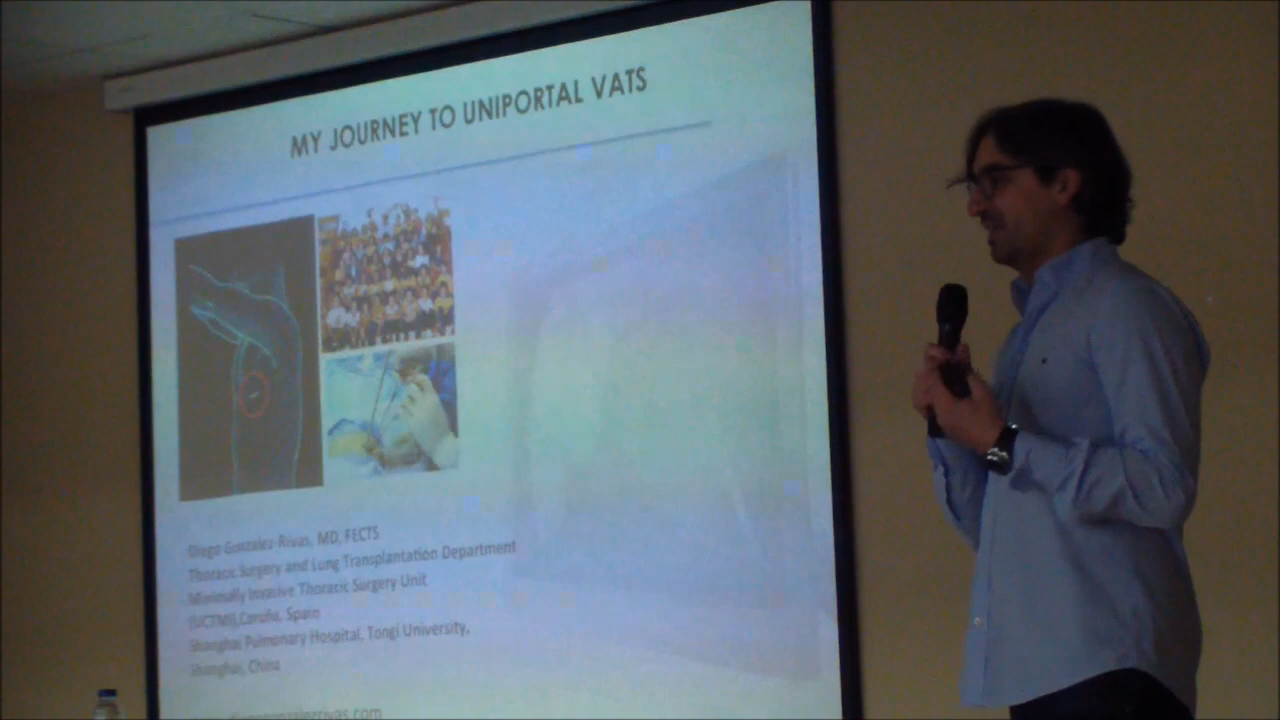 MY JOURNEY TO UNIPORTAL VATS
Diego Gonzalez-Rivas, MD, FECTS
Thoracic Surgery and Lung Transplantation Department
Minimally Invasive Thoracic Surgery Unit
(UCTMI),Coruña, Spain
Shanghai Pulmonary Hospital, Tongi University,
Shanghai, China